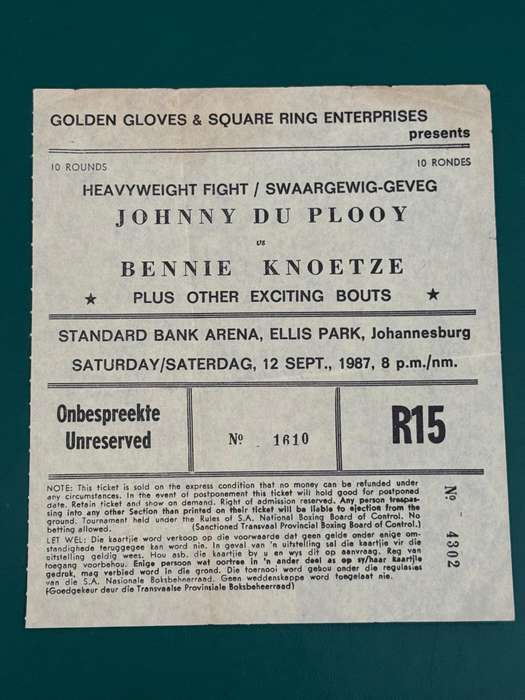 GOLDEN GLOVES & SQUARE RING ENTERPRISES
presents
10 ROUNDS
10 RONDES
HEAVYWEIGHT FIGHT / SWAARGEWIG-GEVEG
JOHNNY DU PLOOY
vs
BENNIE KNOETZE
★ PLUS OTHER EXCITING BOUTS ★
STANDARD BANK ARENA, ELLIS PARK, Johannesburg
SATURDAY/SATERDAG, 12 SEPT., 1987, 8 p.m./nm.
Onbespreekte
Unreserved
Nº 1610
R15
NOTE: This ticket is sold on the express condition that no money can be refunded under
any circumstances. In the event of postponement this ticket will hold good for postponed
date. Retain ticket and show on demand. Right of admission reserved. Any person trespas-
sing into any other Section than printed on their ticket will be liable to ejection from the
ground. Tournament held under the Rules of S.A. National Boxing Board of Control. No
betting allowed. (Sanctioned Transvaal Provincial Boxing Board of Control.)
LET WEL: Die kaartjie word verkoop op die voorwaarde dat geen gelde onder enige om-
standighede teruggegee kan word nie. In geval van 'n uitstelling sal die kaartjie vir die
uitstelling geldig wees. Hou asb. die kaartjie by u en wys dit op aanvraag. Reg van
toegang voorbehou. Enige persoon wat oortree in 'n ander deel as op sy/haar kaartjie
gedruk, mag verbied word in die grond. Die toernooi word gebou onder die regulasies
van die S.A. Nasionale Boksbeheerraad. Geen weddenskappe word toegelaat nie.
(Goedgekeur deur die Transvaalse Provinsiale Boksbeheerraad)
Nº 4902